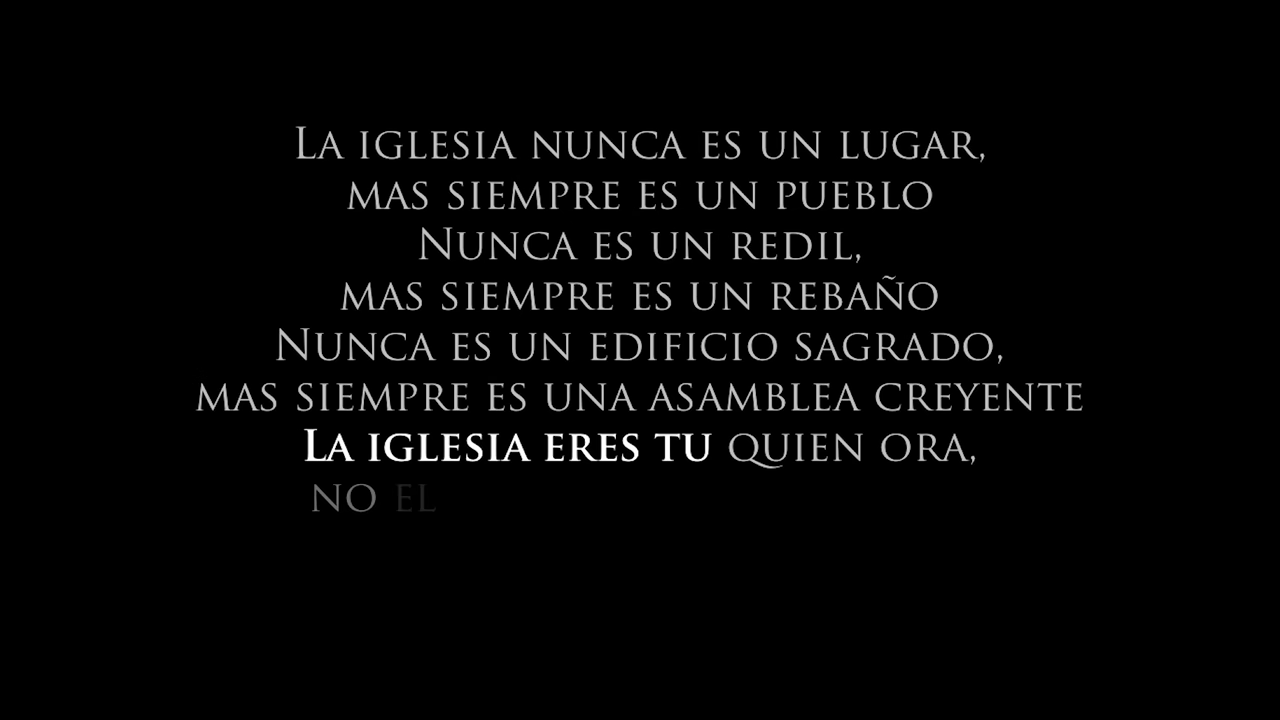 La iglesia nunca es un lugar,
mas siempre es un pueblo
Nunca es un redil,
mas siempre es un rebaño
Nunca es un edificio sagrado,
mas siempre es una asamblea creyente
La iglesia eres tu quien ora,
no el